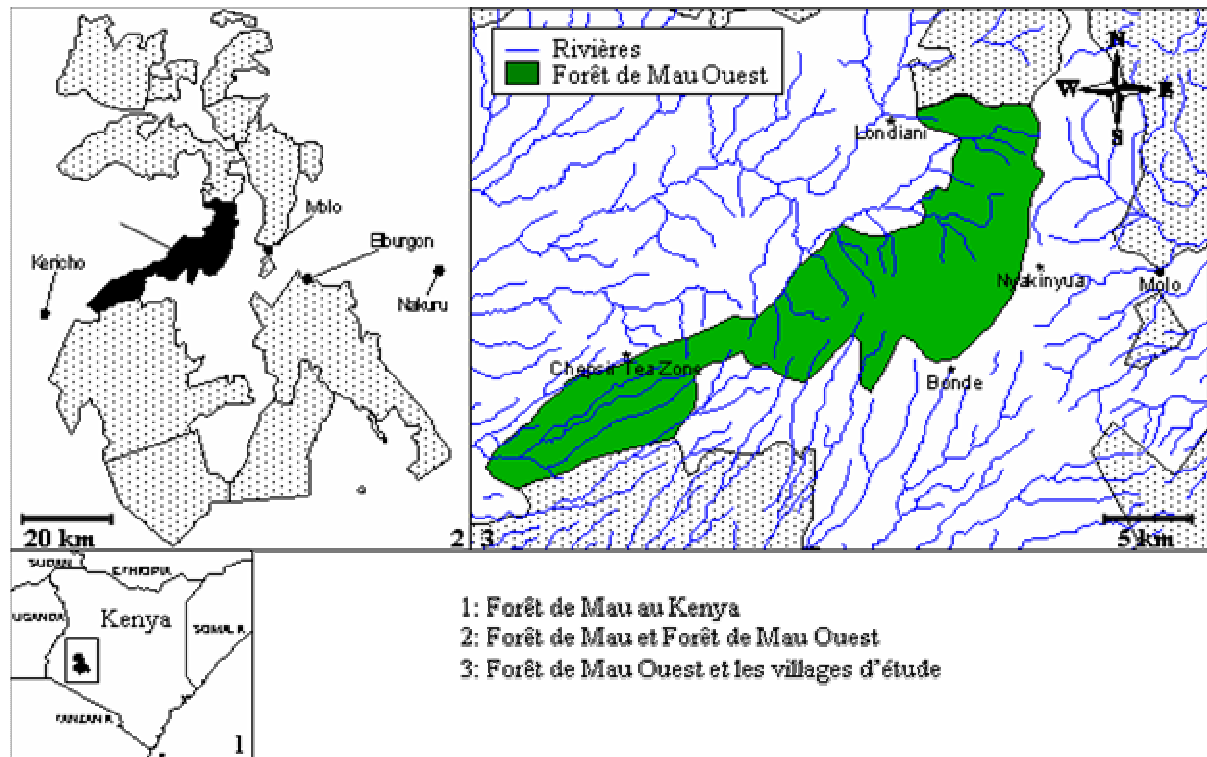 Molo
Elburgon
Kericho
Nakuru
20 km
2
Rivières
Forêt de Mau Ouest
N
W
E
S
Londiani
Nyakinyua
Molo
Chepsir Tea Zone
Bonde
3
5 km
SUDAN
ETHIOPIA
UGANDA
Kenya
SOMALIA
TANZANIA
1
1: Forêt de Mau au Kenya
2: Forêt de Mau et Forêt de Mau Ouest
3: Forêt de Mau Ouest et les villages d'étude